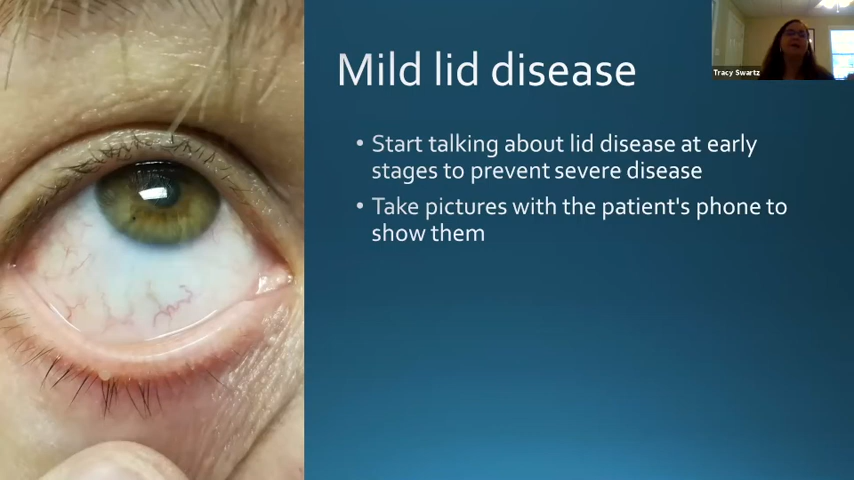 Mild lid disease
Tracy Swartz
• Start talking about lid disease at early
stages to prevent severe disease
• Take pictures with the patient's phone to
show them